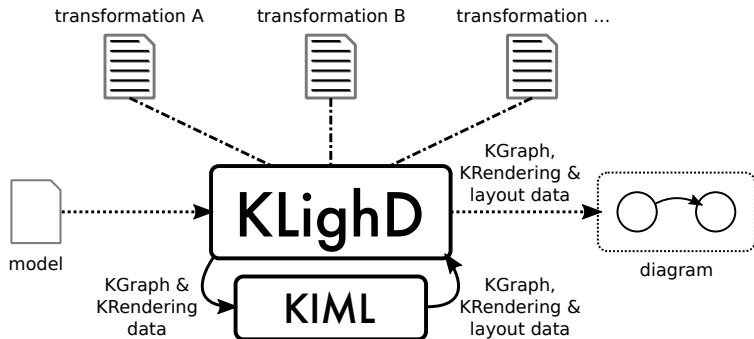 transformation A
transformation B
transformation ...
KGraph,
KRendering &
layout data
KLighD
model
diagram
KGraph &
KRendering
data
KIML
KGraph,
KRendering &
layout data